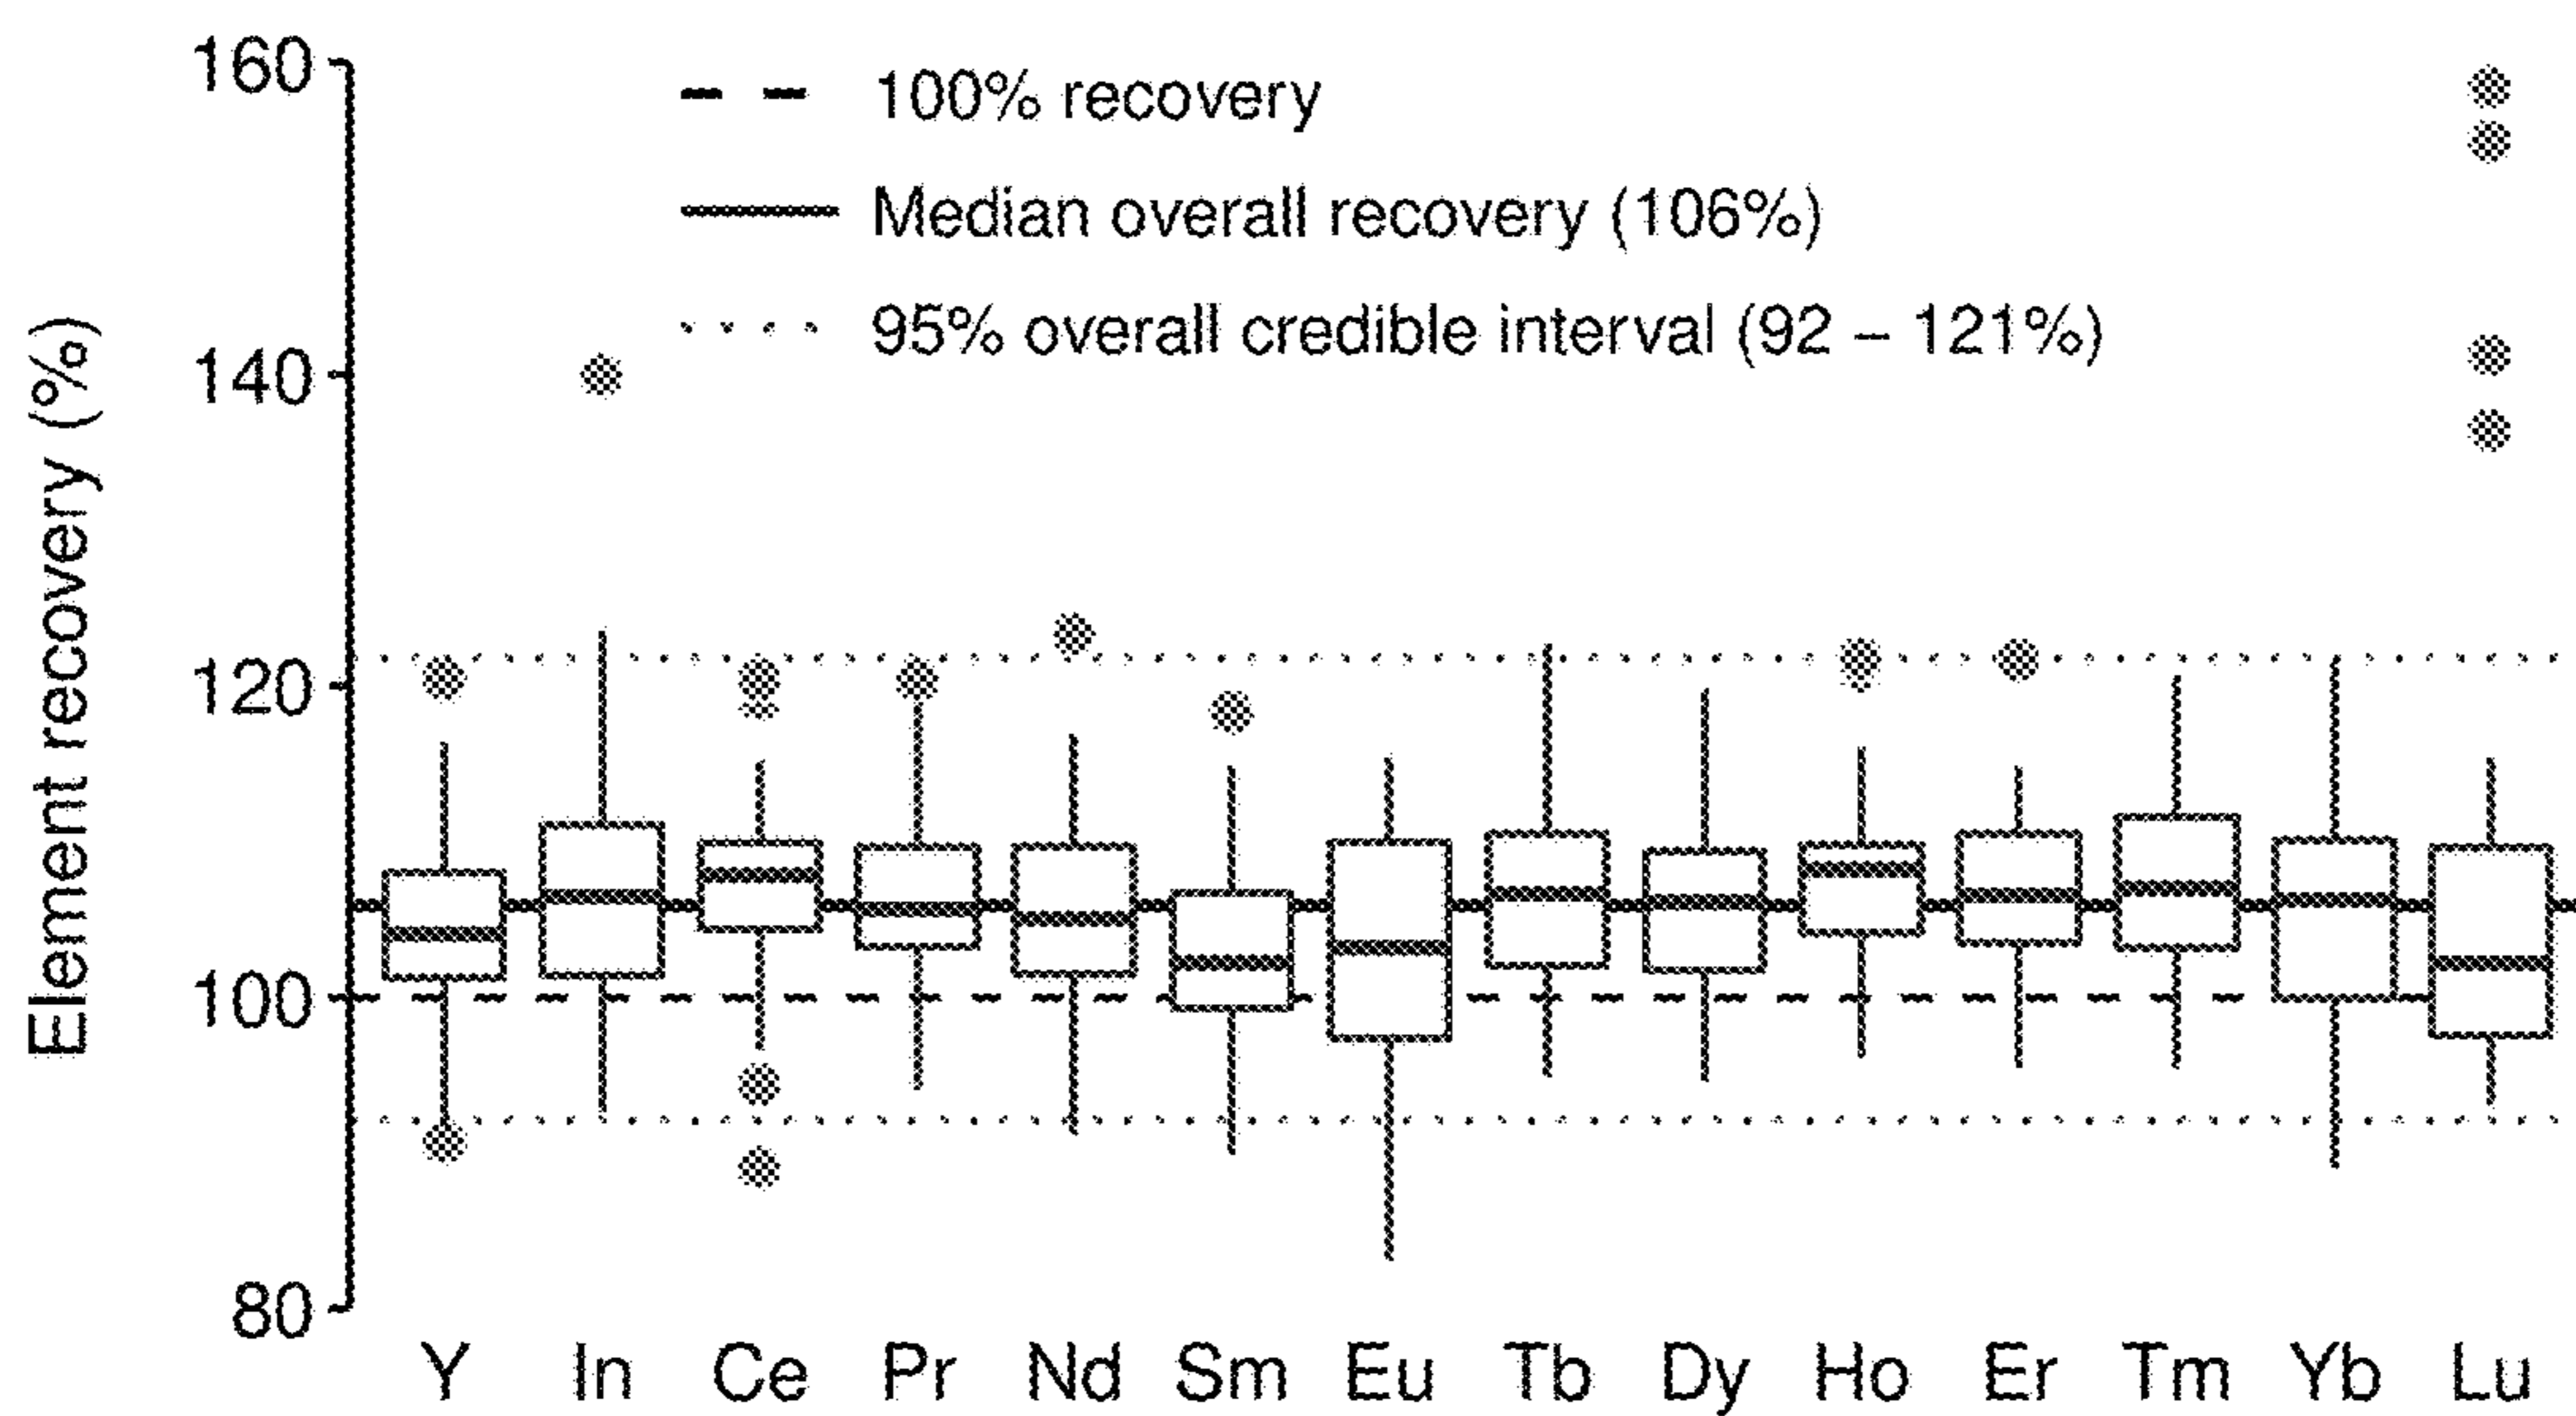 160
140
120
100
80
Element recovery (%)
100% recovery
Median overall recovery (106%)
95% overall credible interval (92 – 121%)
Y In Ce Pr Nd Sm Eu Tb Dy Ho Er Tm Yb Lu